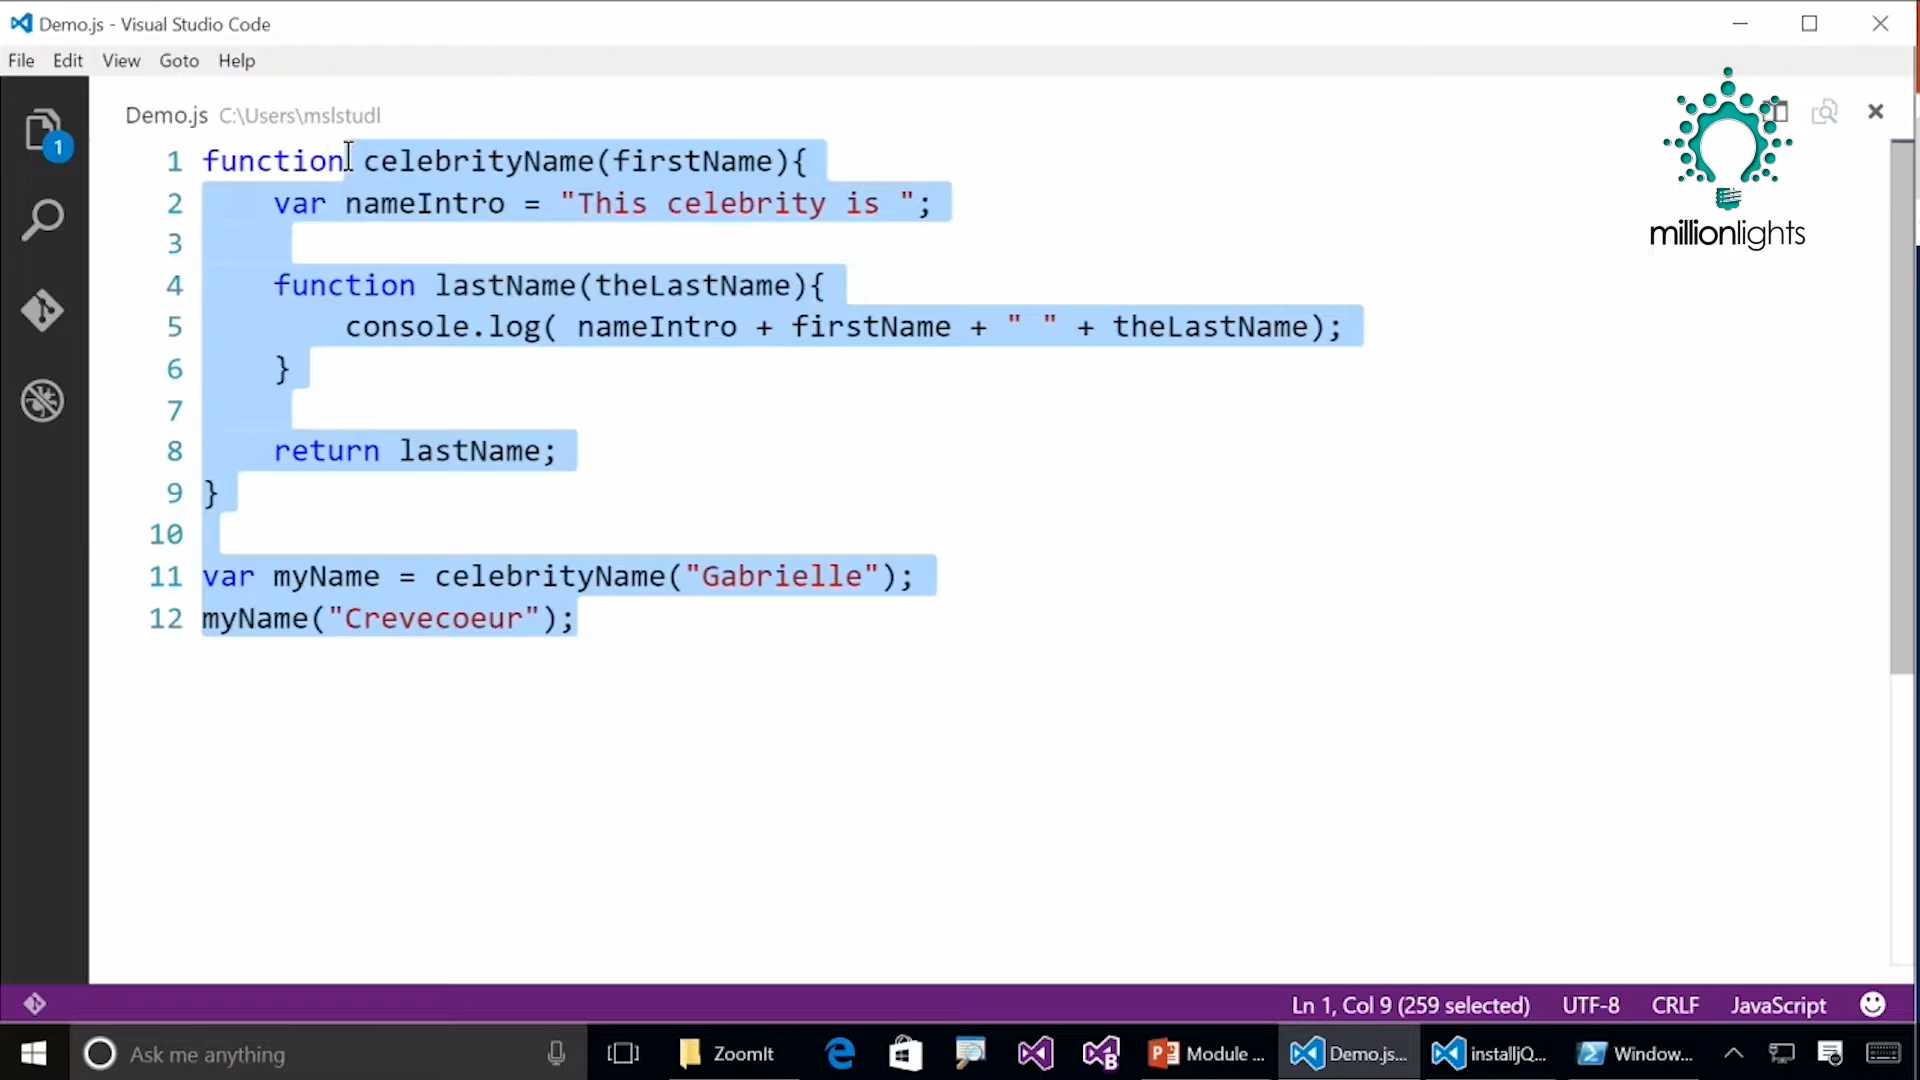 Demo.js - Visual Studio Code
File Edit View Goto Help
Demo.js C:\Users\mslstudl
millionlights
1
1 function celebrityName(firstName){
2 var nameIntro = "This celebrity is ";
3
4 function lastName(theLastName){
5 console.log( nameIntro + firstName + " " + theLastName);
6 }
7
8 return lastName;
9 }
10
11 var myName = celebrityName("Gabrielle");
12 myName("Crevecoeur");
Ln 1, Col 9 (259 selected) UTF-8 CRLF JavaScript
Ask me anything ZoomIt Module ... Demo.js... installjQ... Window...